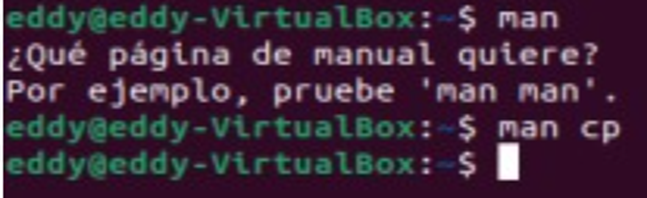 eddy@eddy-VirtualBox:~$ man
¿Qué página de manual quiere?
Por ejemplo, pruebe 'man man'.
eddy@eddy-VirtualBox:~$ man cp
eddy@eddy-VirtualBox:~$